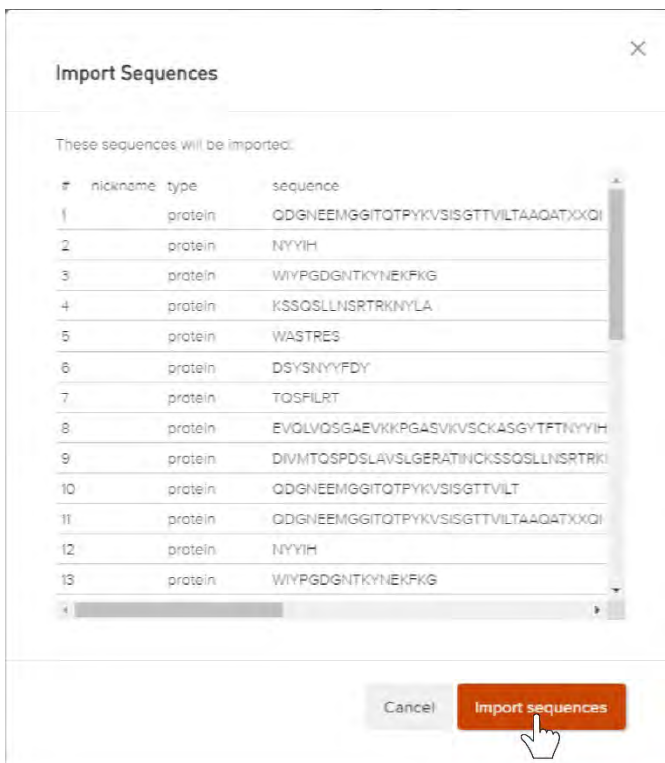 Import Sequences
These sequences will be imported:
# nickname type sequence
1 protein QDGNEEMGGITQTPYKVSISGTTVILTAAQATXXQI
2 protein NYYIH
3 protein WIYPGDGNTKYNEKFKG
4 protein KSSQSLLNSRTRKNYLA
5 protein WASTRES
6 protein DSYSNYYFDY
7 protein TQSFILRT
8 protein EVQLVQSGAEVKKPGASVKVSCKASGYTFTNYYIH
9 protein DIVMTQSPDSLAVSLGERATINCKSSQSLLNSRTRK
10 protein QDGNEEMGGITQTPYKVSISGTTVILT
11 protein QDGNEEMGGITQTPYKVSISGTTVILTAAQATXXQI
12 protein NYYIH
13 protein WIYPGDGNTKYNEKFKG
Cancel Import sequences